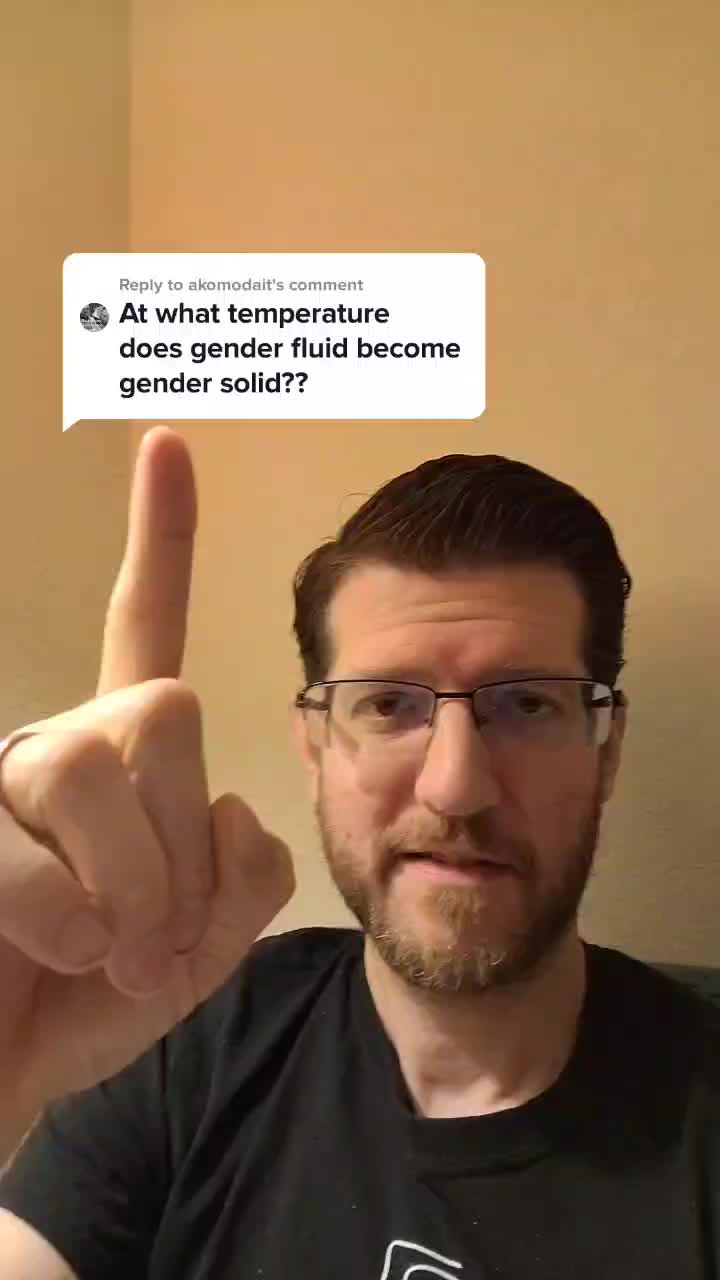 Reply to akomodait's comment
At what temperature
does gender fluid become
gender solid??